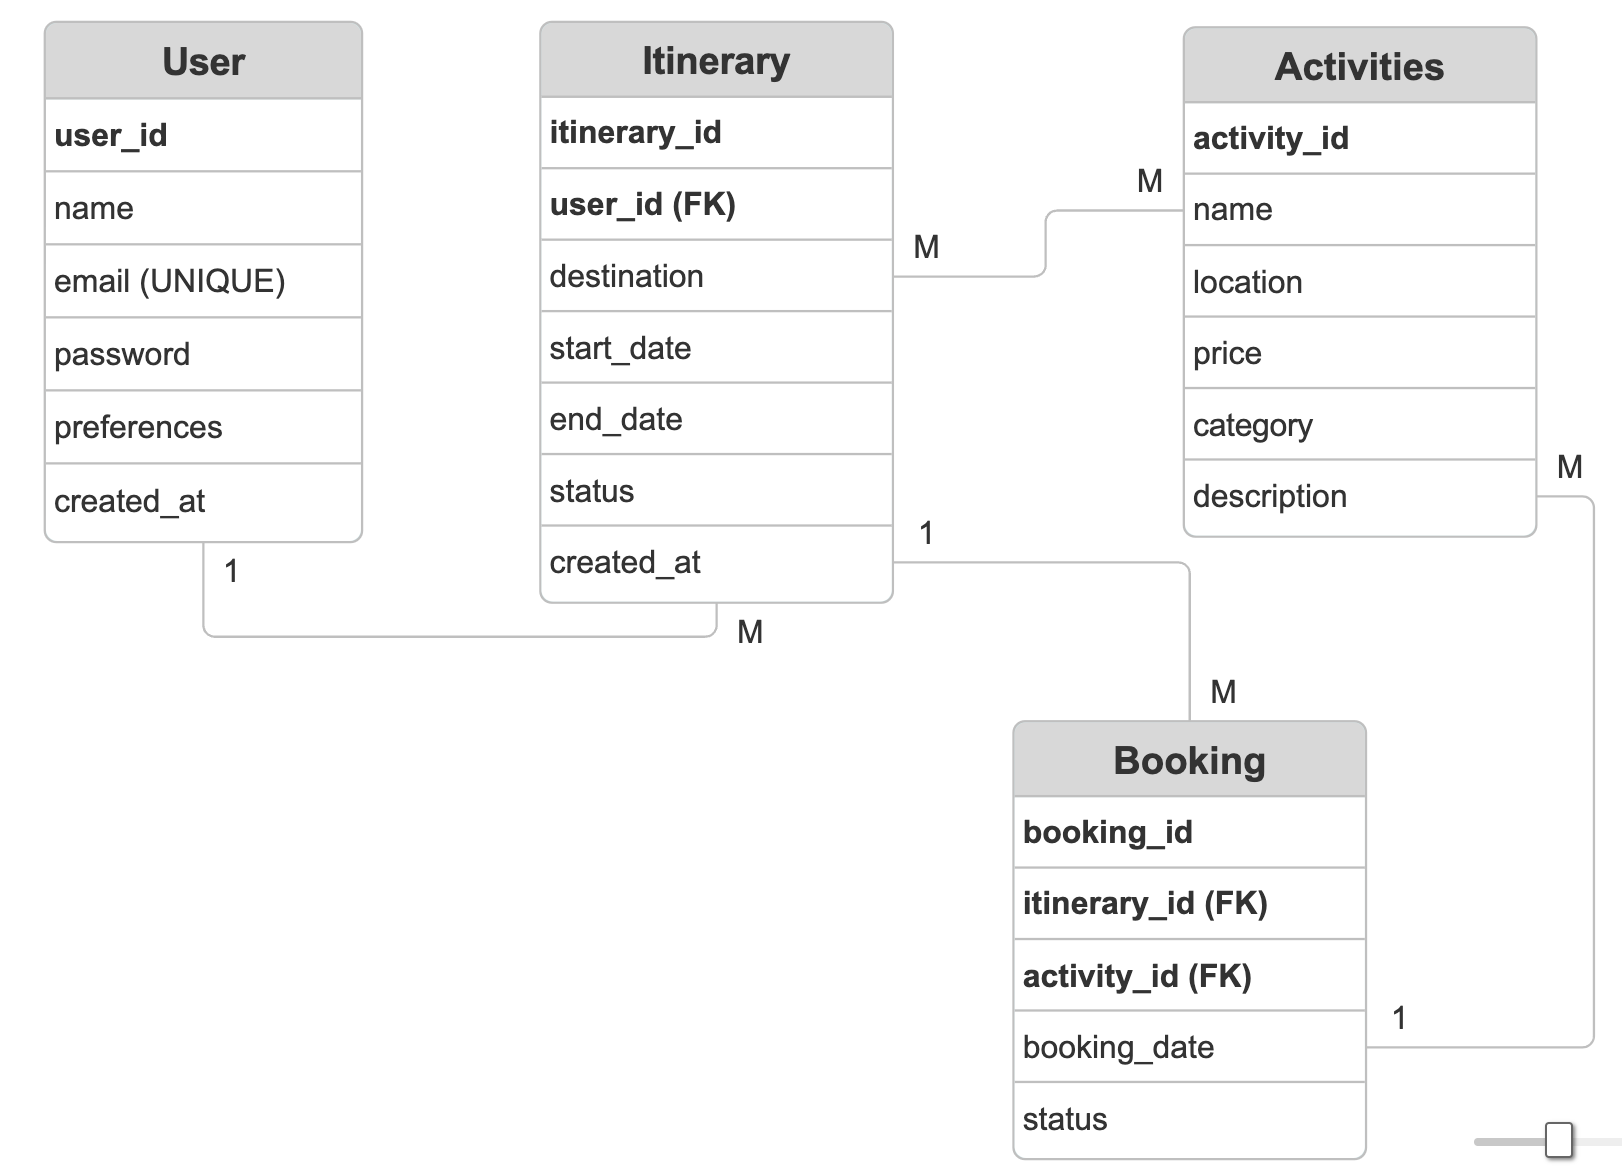 User
user_id
name
email (UNIQUE)
password
preferences
created_at
1
Itinerary
itinerary_id
user_id (FK)
destination
start_date
end_date
status
created_at
M
M
1
Activities
activity_id
name
location
price
category
description
M
M
M
Booking
booking_id
itinerary_id (FK)
activity_id (FK)
booking_date
status
1